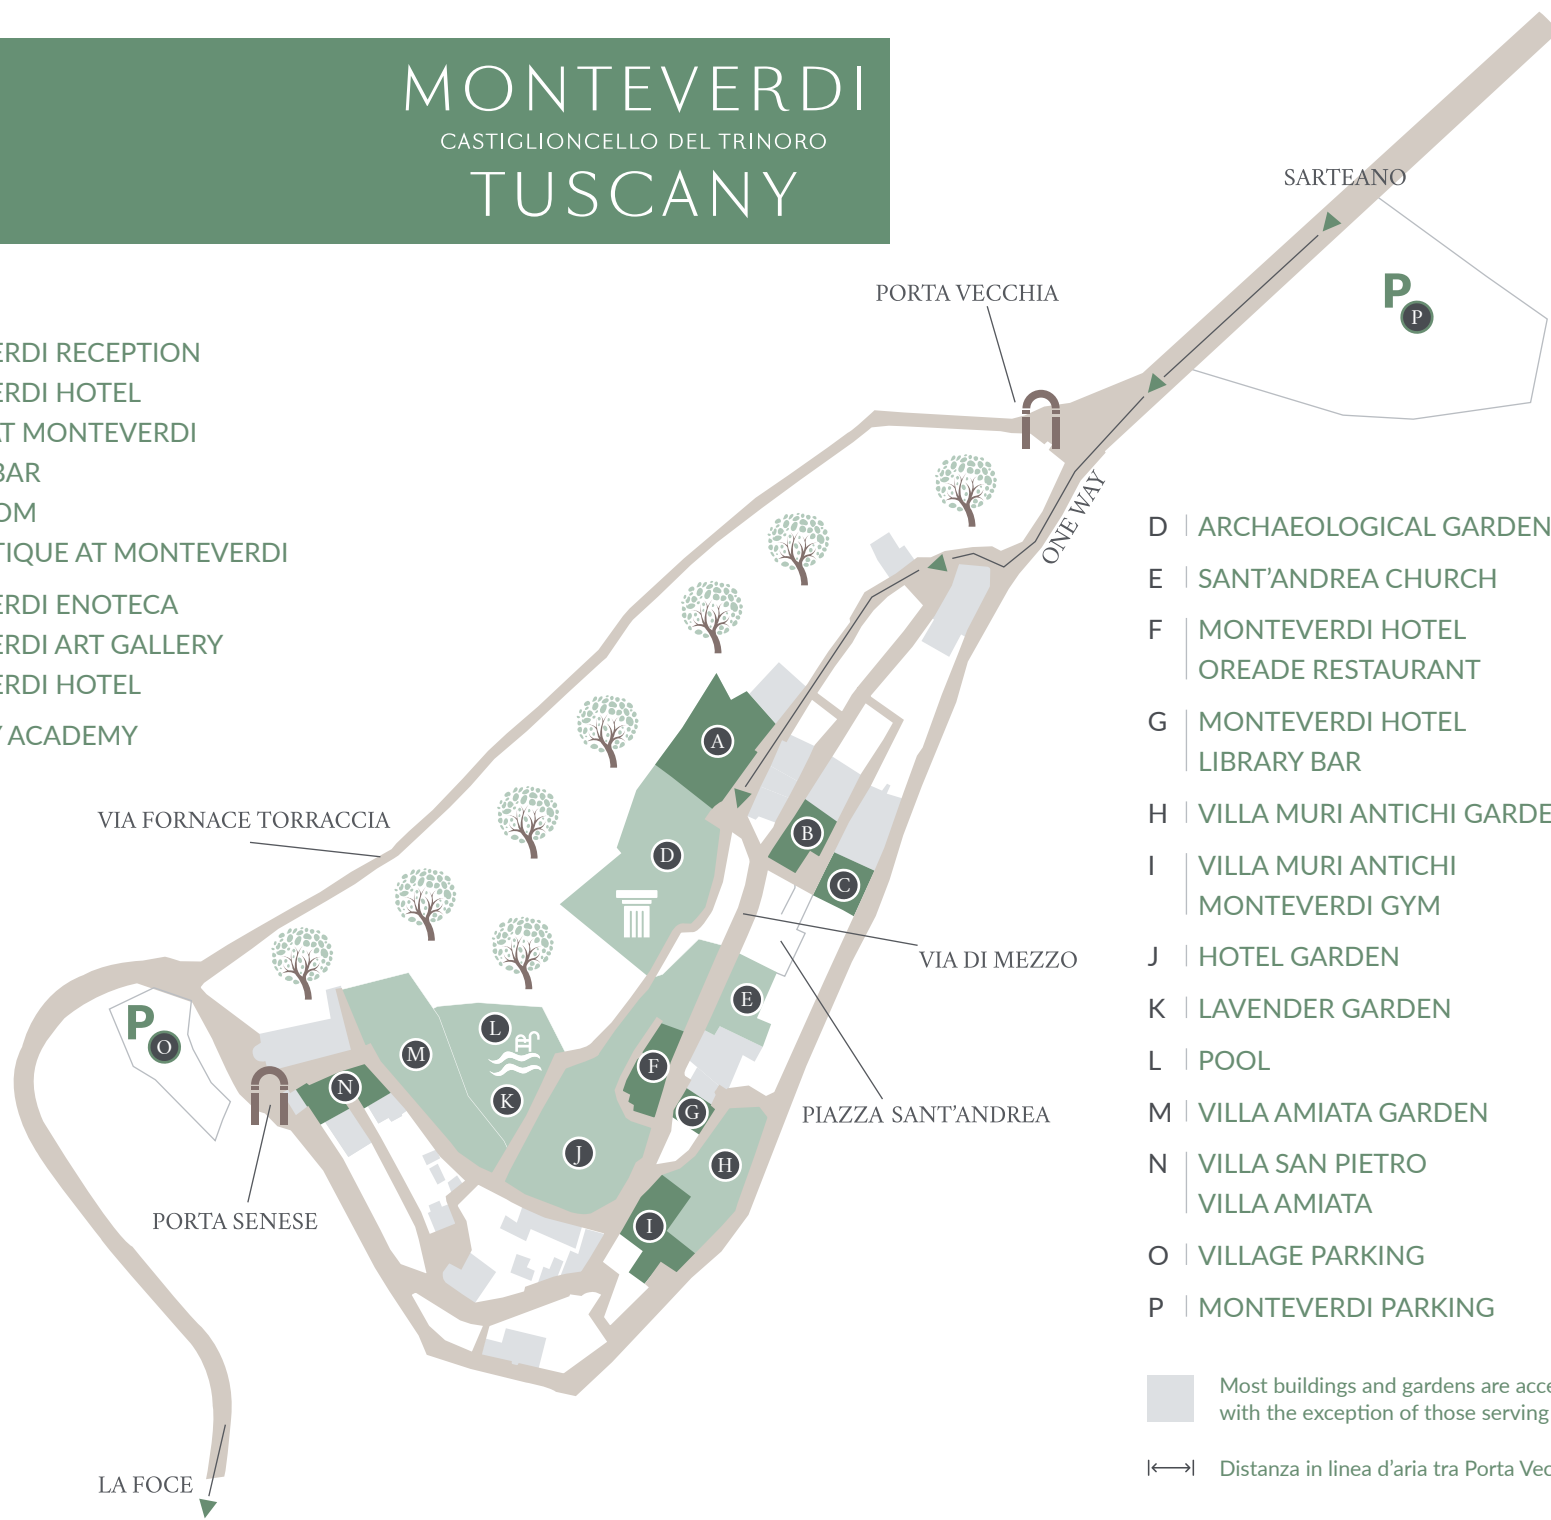 MONTEVERDI
CASTIGLIONCELLO DEL TRINORO
TUSCANY
SARTEANO
P
P
PORTA VECCHIA
ONE WAY
ERDI RECEPTION
ERDI HOTEL
AT MONTEVERDI
BAR
OM
TIQUE AT MONTEVERDI
ERDI ENOTECA
ERDI ART GALLERY
ERDI HOTEL
Y ACADEMY
VIA FORNACE TORRACCIA
A
B
C
D
E
F
G
H
I
J
K
L
M
N
P
O
VIA DI MEZZO
PIAZZA SANT'ANDREA
PORTA SENESE
LA FOCE
D | ARCHAEOLOGICAL GARDEN
E | SANT’ANDREA CHURCH
F | MONTEVERDI HOTEL
OREADE RESTAURANT
G | MONTEVERDI HOTEL
LIBRARY BAR
H | VILLA MURI ANTICHI GARDE
I | VILLA MURI ANTICHI
MONTEVERDI GYM
J | HOTEL GARDEN
K | LAVENDER GARDEN
L | POOL
M | VILLA AMIATA GARDEN
N | VILLA SAN PIETRO
VILLA AMIATA
O | VILLAGE PARKING
P | MONTEVERDI PARKING
Most buildings and gardens are acce
with the exception of those serving
Distanza in linea d’aria tra Porta Vec